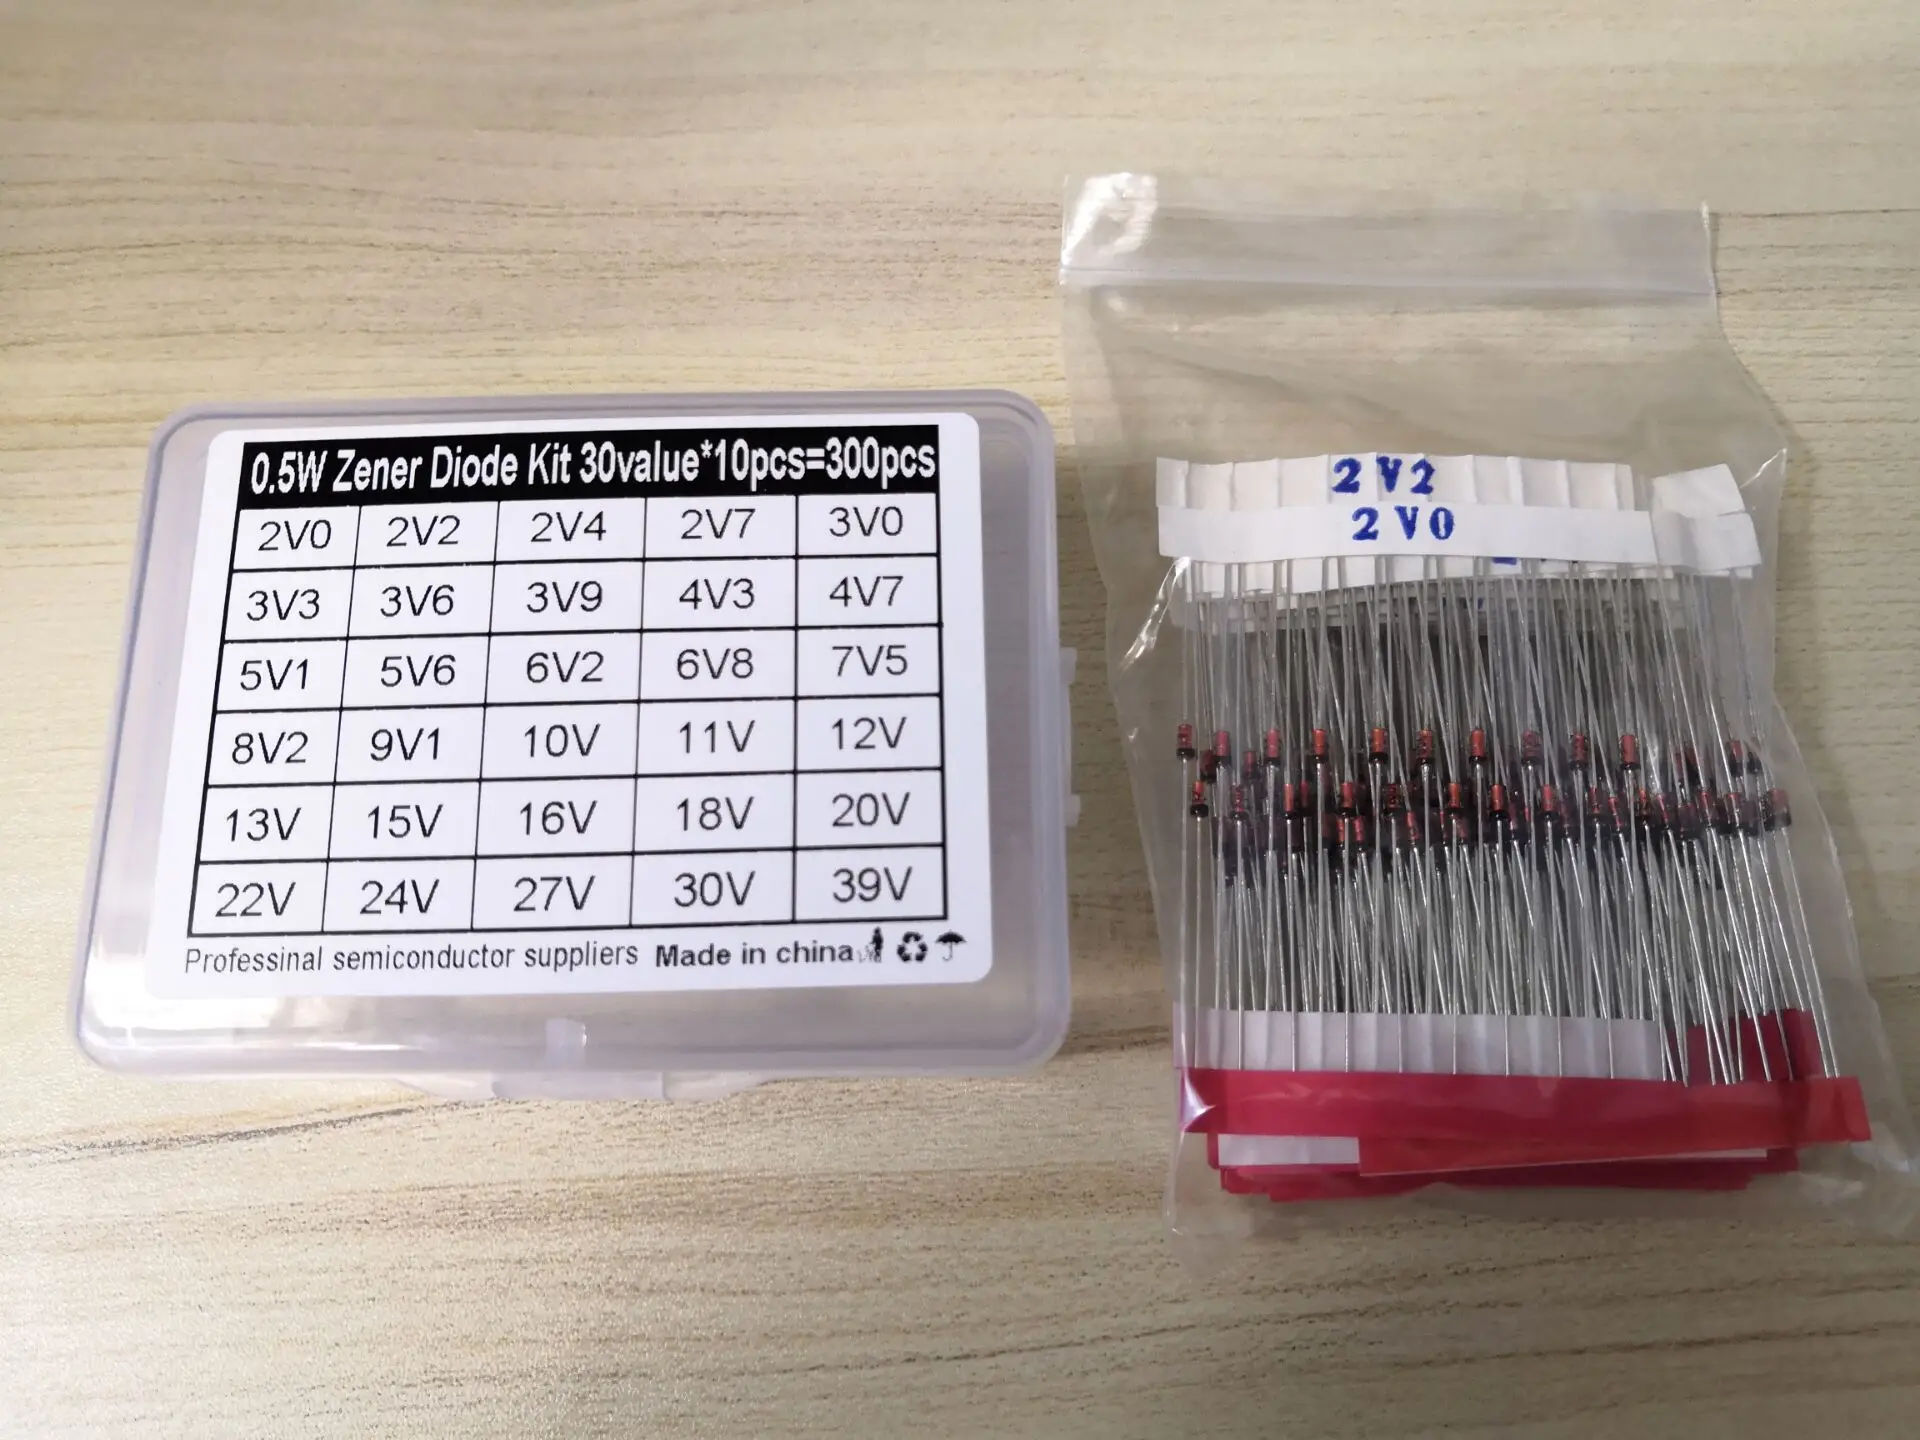 0.5W Zener Diode Kit 30value*10pcs=300pcs
2V0 2V2 2V4 2V7 3V0
3V3 3V6 3V9 4V3 4V7
5V1 5V6 6V2 6V8 7V5
8V2 9V1 10V 11V 12V
13V 15V 16V 18V 20V
22V 24V 27V 30V 39V
Professinal semiconductor suppliers Made in china
2V2
2V0